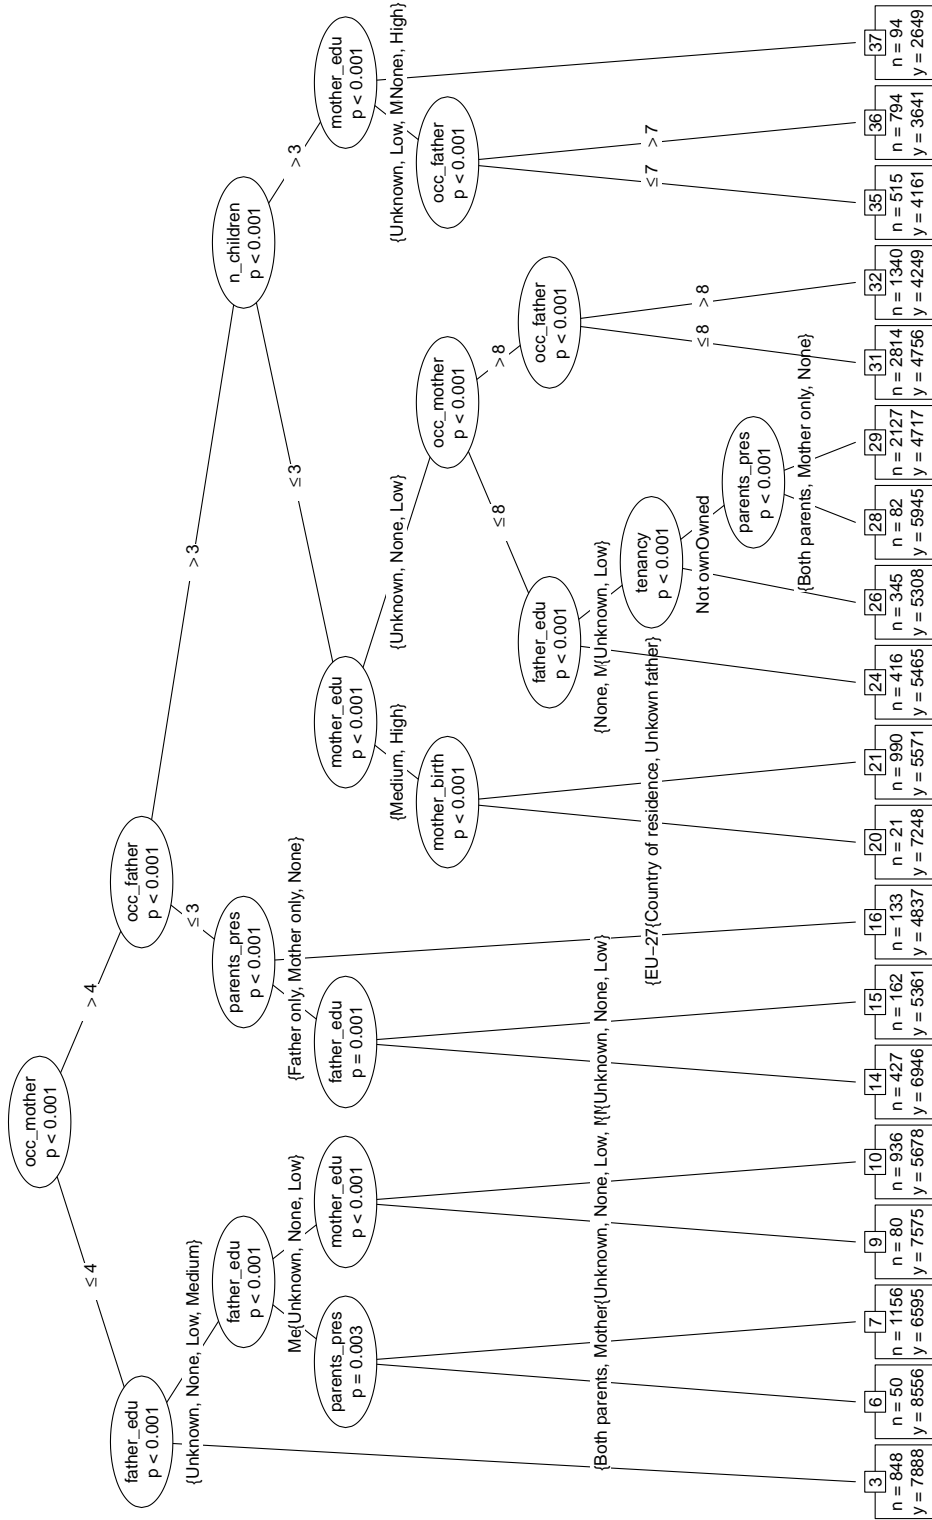 occ_mother
p < 0.001
≤ 4
> 4
father_edu
p < 0.001
occ_father
p < 0.001
{Unknown, None, Low, Medium}
≤ 3
> 3
father_edu
p < 0.001
parents_pres
p < 0.001
n_children
p < 0.001
Me{Unknown, None, Low}
{Father only, Mother only, None}
≤ 3
> 3
parents_pres
p = 0.003
mother_edu
p < 0.001
father_edu
p = 0.001
mother_edu
p < 0.001
mother_edu
p < 0.001
{Medium, High}
{Unknown, None, Low}
{Unknown, Low, High}
mother_birth
p < 0.001
occ_mother
p < 0.001
occ_father
p < 0.001
≤ 8
> 8
father_edu
p < 0.001
occ_father
p < 0.001
{Both parents, Mother{Unknown, None, Low, {Unknown, None, Low}
{None, M{Unknown, Low}
tenancy
p < 0.001
{EU−27{Country of residence, Unkown father}
≤ 7
> 7
Not ownOwned
≤ 8
> 8
parents_pres
p < 0.001
{Both parents, Mother only, None}
3
n = 848
y = 7888
6
n = 50
y = 8556
7
n = 1156
y = 6595
9
n = 80
y = 7575
10
n = 936
y = 5678
14
n = 427
y = 6946
15
n = 162
y = 5361
16
n = 133
y = 4837
20
n = 21
y = 7248
21
n = 990
y = 5571
24
n = 416
y = 5465
26
n = 345
y = 5308
28
n = 82
y = 5945
29
n = 2127
y = 4717
31
n = 2814
y = 4756
32
n = 1340
y = 4249
35
n = 515
y = 4161
36
n = 794
y = 3641
37
n = 94
y = 2649